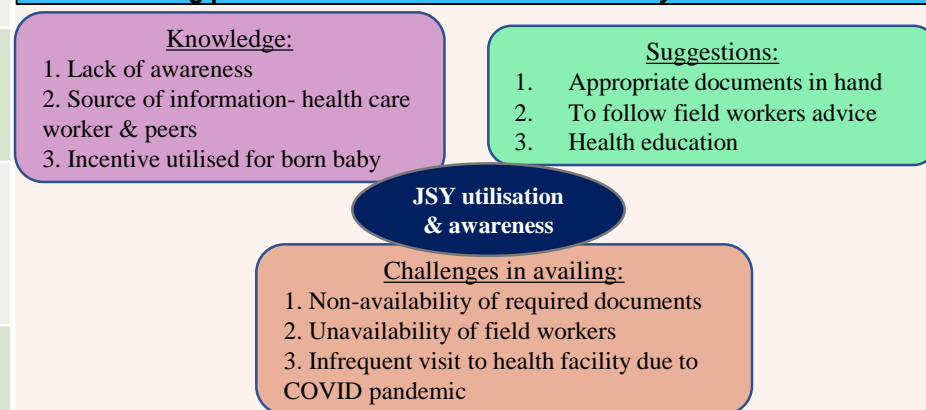 Knowledge:
1. Lack of awareness
2. Source of information- health care
worker & peers
3. Incentive utilised for born baby
Suggestions:
1. Appropriate documents in hand
2. To follow field workers advice
3. Health education
JSY utilisation
& awareness
Challenges in availing:
1. Non-availability of required documents
2. Unavailability of field workers
3. Infrequent visit to health facility due to
COVID pandemic